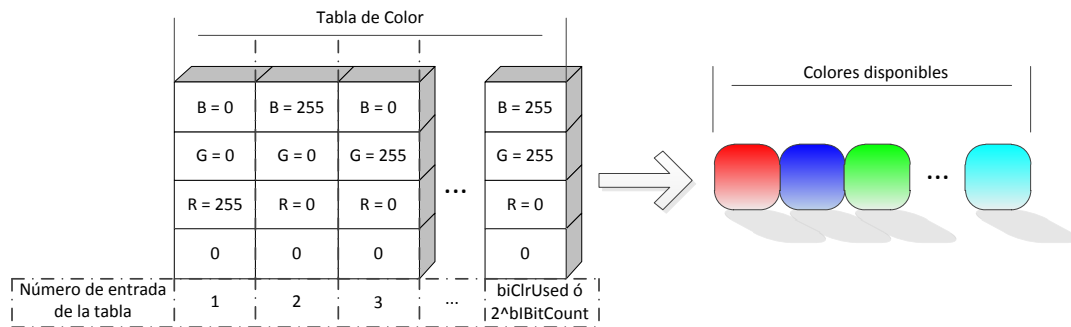 Tabla de Color
Colores disponibles
B = 0 B = 255 B = 0 B = 255
G = 0 G = 0 G = 255 G = 255
... ...
R = 255 R = 0 R = 0 R = 0
0 0 0 0
Número de entrada
de la tabla
1 2 3 ...
biClrUsed ó
2^bIBitCount